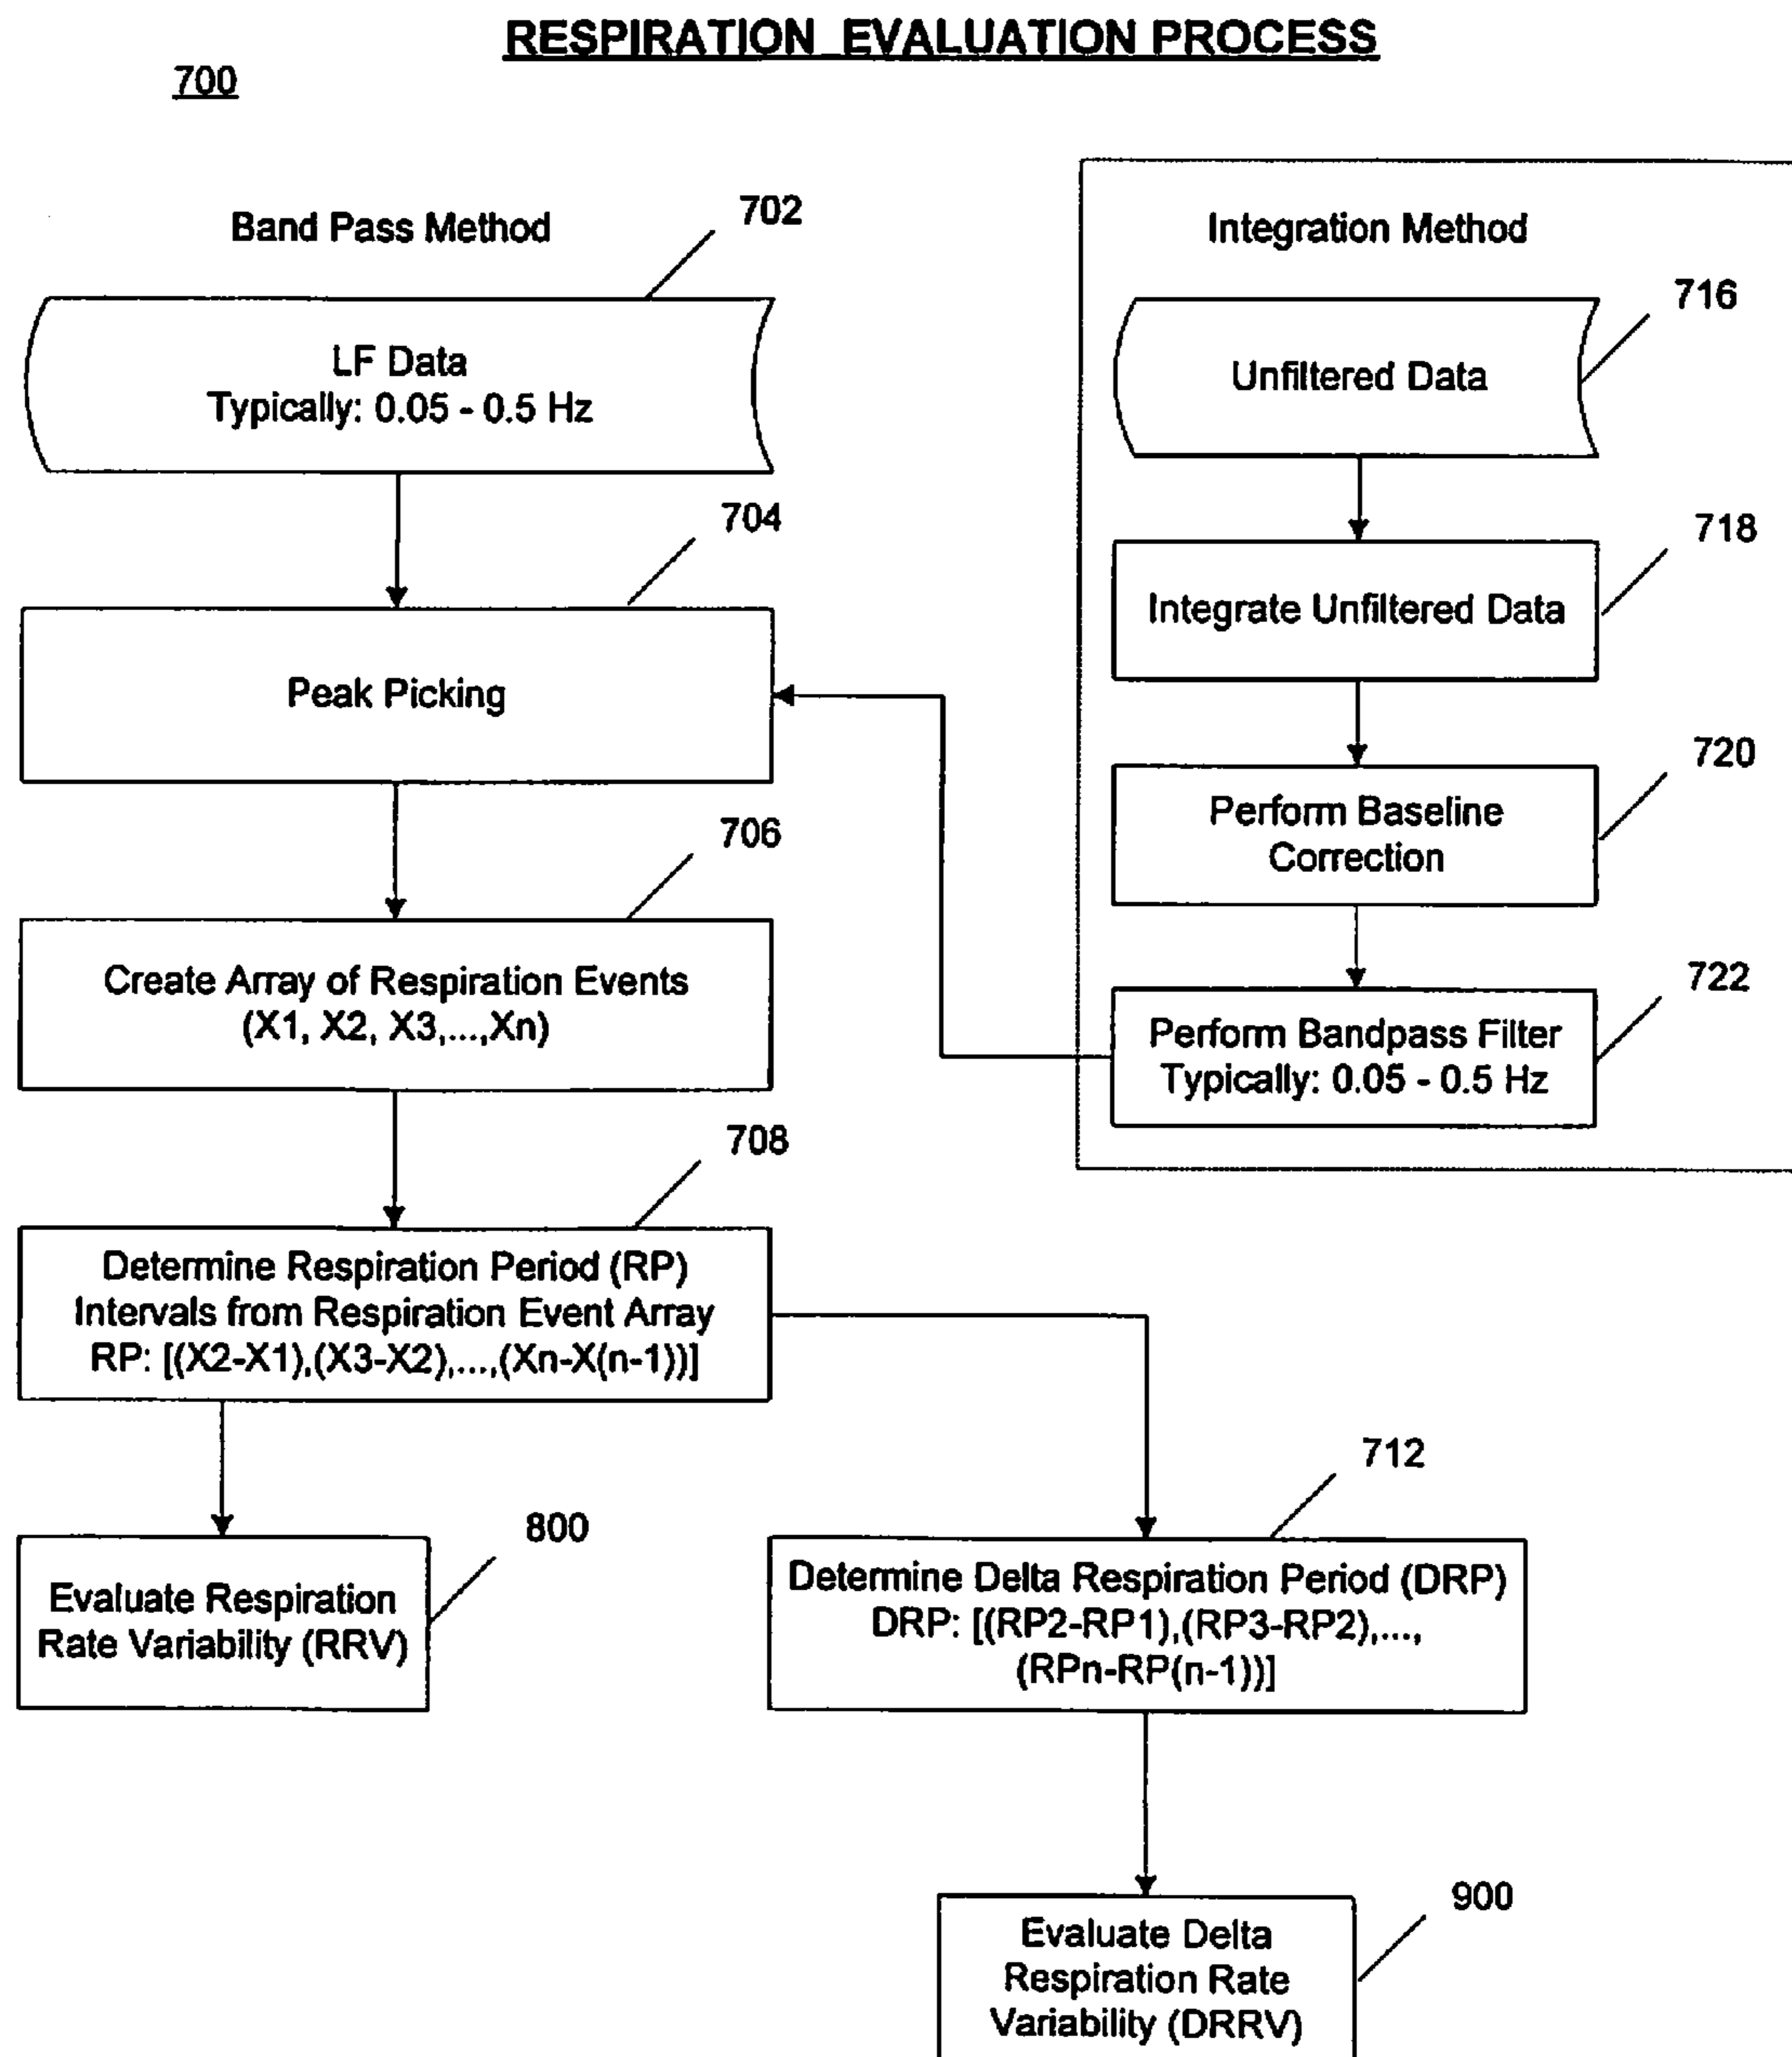 RESPIRATION EVALUATION PROCESS
700
Band Pass Method
702
LF Data
Typically: 0.05 - 0.5 Hz
704
Peak Picking
706
Create Array of Respiration Events
(X1, X2, X3,...,Xn)
708
Determine Respiration Period (RP)
Intervals from Respiration Event Array
RP: [(X2-X1),(X3-X2),...,(Xn-X(n-1))]
800
Evaluate Respiration
Rate Variability (RRV)
Integration Method
716
Unfiltered Data
718
Integrate Unfiltered Data
720
Perform Baseline
Correction
722
Perform Bandpass Filter
Typically: 0.05 - 0.5 Hz
712
Determine Delta Respiration Period (DRP)
DRP: [(RP2-RP1),(RP3-RP2),...,
(RPn-RP(n-1))]
900
Evaluate Delta
Respiration Rate
Variability (DRRV)